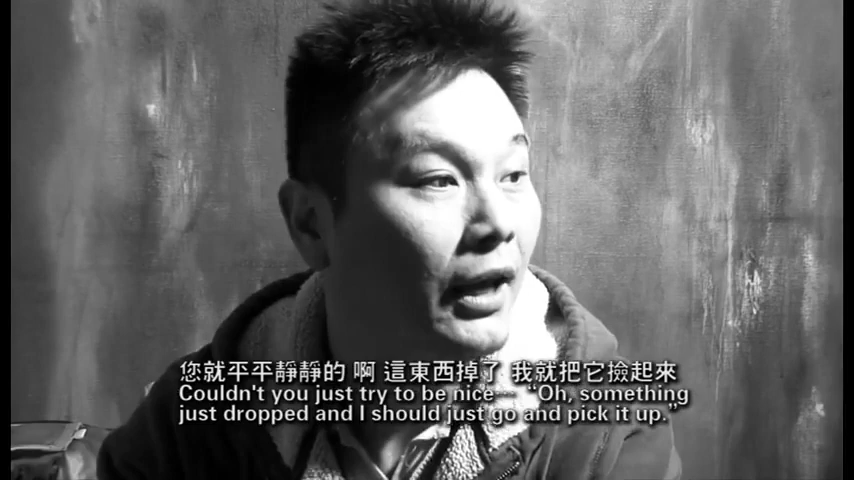 您就平平靜靜的 啊 這東西掉了 我就把它撿起來
Couldn't you just try to be nice… “Oh, something
just dropped and I should just go and pick it up.”